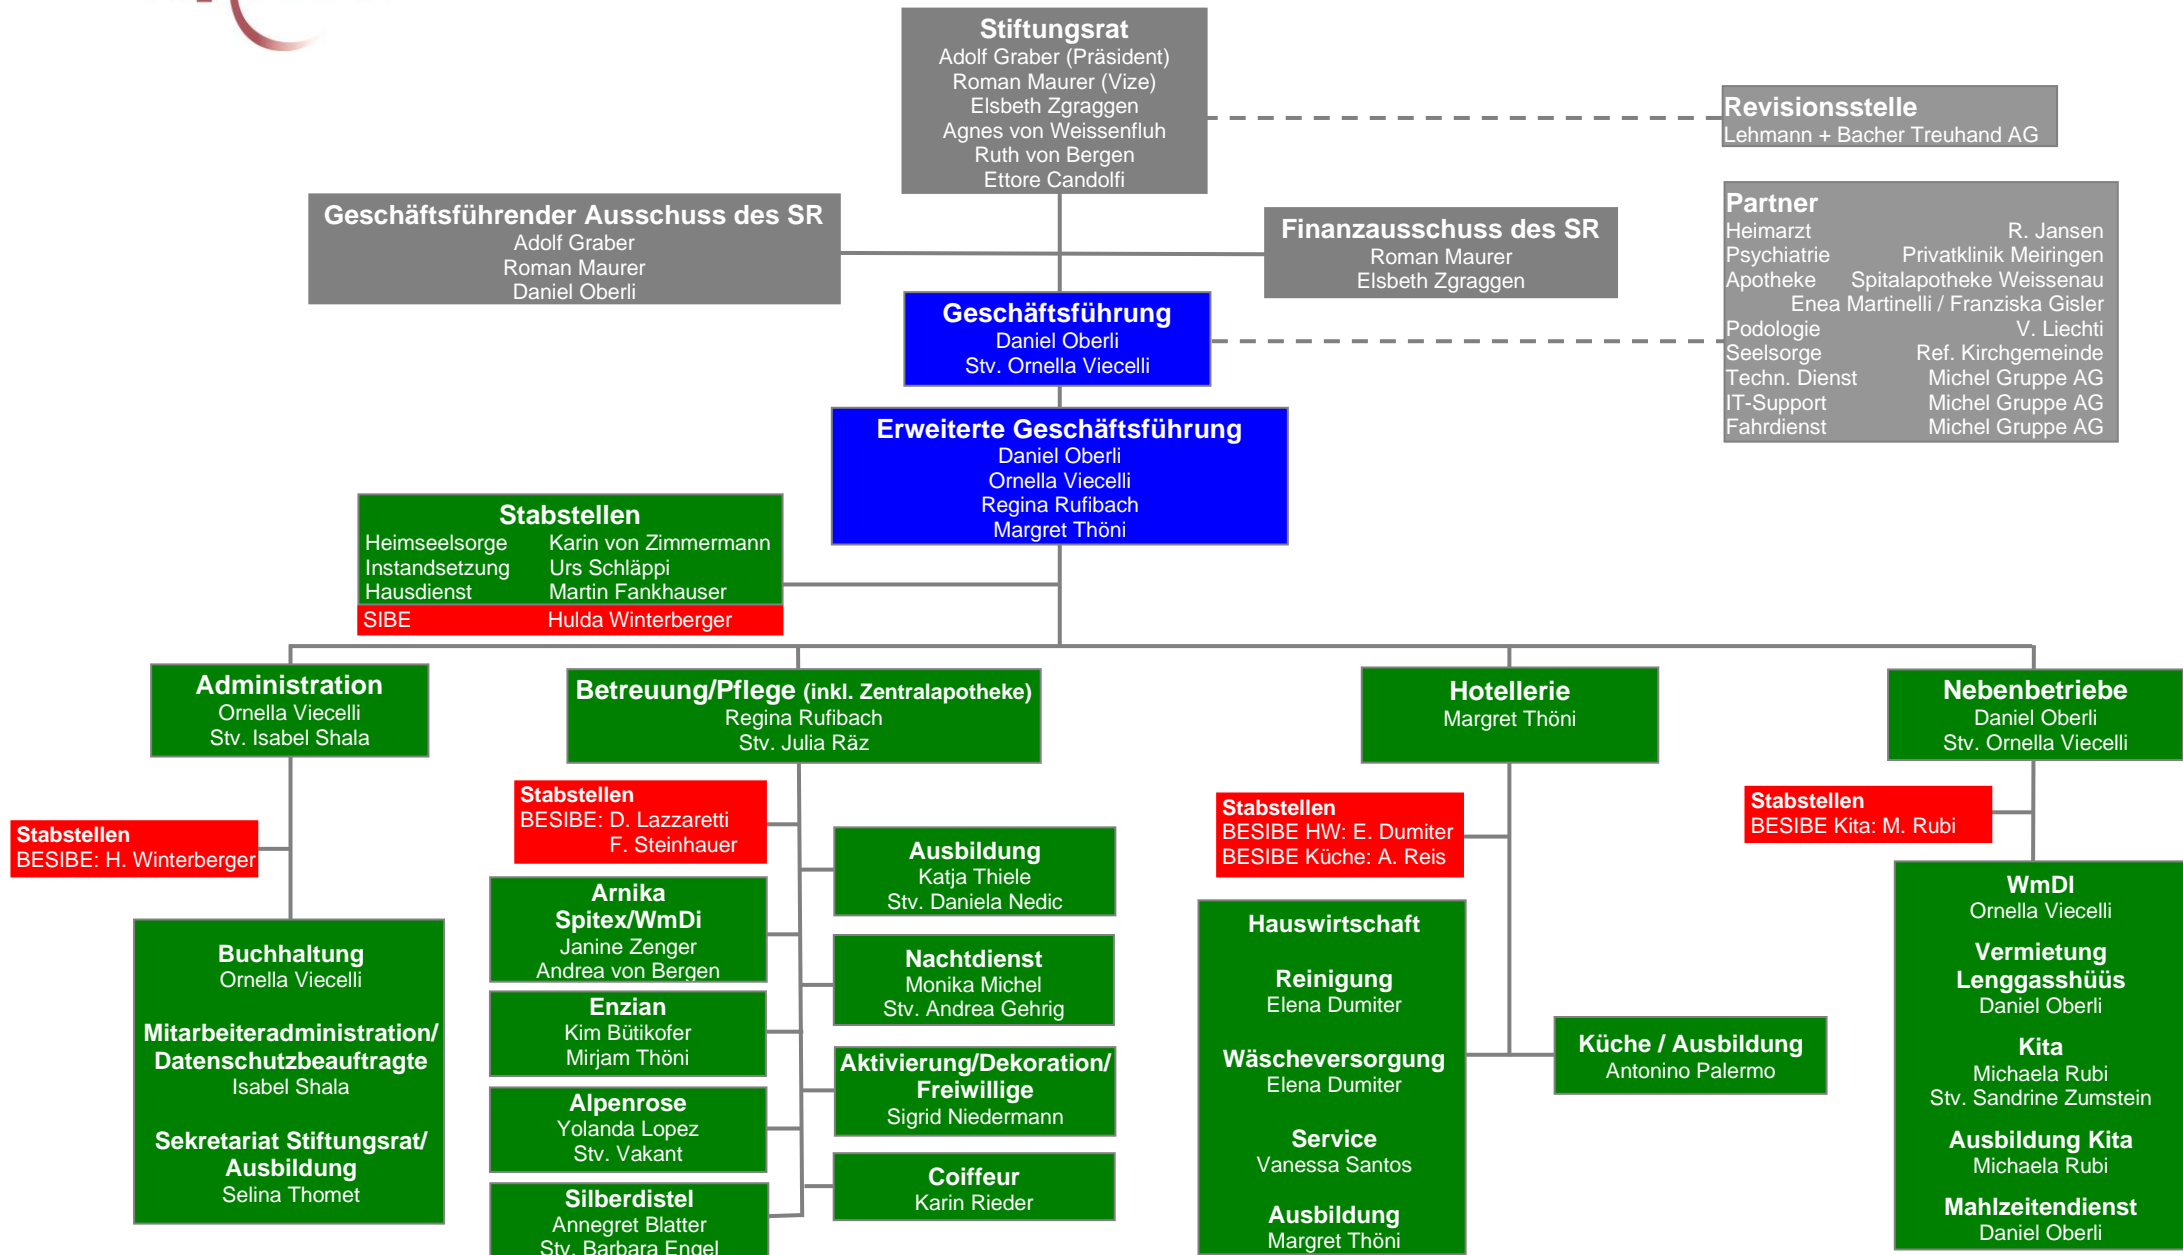 Stiftungsrat
Adolf Graber (Präsident)
Roman Maurer (Vize)
Elsbeth Zgraggen
Agnes von Weissenfluh
Ruth von Bergen
Ettore Candolfi
Revisionsstelle
Lehmann + Bacher Treuhand AG
Geschäftsführender Ausschuss des SR
Adolf Graber
Roman Maurer
Daniel Oberli
Finanzausschuss des SR
Roman Maurer
Elsbeth Zgraggen
Partner
Heimarzt R. Jansen
Psychiatrie Privatklinik Meiringen
Apotheke Spitalapotheke Weissenau
Enea Martinelli / Franziska Gisler
Podologie V. Liechti
Seelsorge Ref. Kirchgemeinde
Techn. Dienst Michel Gruppe AG
IT-Support Michel Gruppe AG
Fahrdienst Michel Gruppe AG
Geschäftsführung
Daniel Oberli
Stv. Ornella Viecelli
Erweiterte Geschäftsführung
Daniel Oberli
Ornella Viecelli
Regina Rufibach
Margret Thöni
Stabstellen
Heimseelsorge Karin von Zimmermann
Instandsetzung Urs Schläppi
Hausdienst Martin Fankhauser
SIBE Hulda Winterberger
Administration
Ornella Viecelli
Stv. Isabel Shala
Stabstellen
BESIBE: H. Winterberger
Buchhaltung
Ornella Viecelli
Mitarbeiteradministration/
Datenschutzbeauftragte
Isabel Shala
Sekretariat Stiftungsrat/
Ausbildung
Selina Thomet
Betreuung/Pflege (inkl. Zentralapotheke)
Regina Rufibach
Stv. Julia Räz
Stabstellen
BESIBE: D. Lazzaretti
F. Steinhauer
Arnika
Spitex/WmDi
Janine Zenger
Andrea von Bergen
Enzian
Kim Bütikofer
Mirjam Thöni
Alpenrose
Yolanda Lopez
Stv. Vakant
Silberdistel
Annegret Blatter
Stv. Barbara Engel
Ausbildung
Katja Thiele
Stv. Daniela Nedic
Nachtdienst
Monika Michel
Stv. Andrea Gehrig
Aktivierung/Dekoration/
Freiwillige
Sigrid Niedermann
Coiffeur
Karin Rieder
Hotellerie
Margret Thöni
Stabstellen
BESIBE HW: E. Dumiter
BESIBE Küche: A. Reis
Hauswirtschaft
Reinigung
Elena Dumiter
Wäscheversorgung
Elena Dumiter
Service
Vanessa Santos
Ausbildung
Margret Thöni
Küche / Ausbildung
Antonino Palermo
Nebenbetriebe
Daniel Oberli
Stv. Ornella Viecelli
Stabstellen
BESIBE Kita: M. Rubi
WmDI
Ornella Viecelli
Vermietung
Lenggasshüüs
Daniel Oberli
Kita
Michaela Rubi
Stv. Sandrine Zumstein
Ausbildung Kita
Michaela Rubi
Mahlzeitendienst
Daniel Oberli